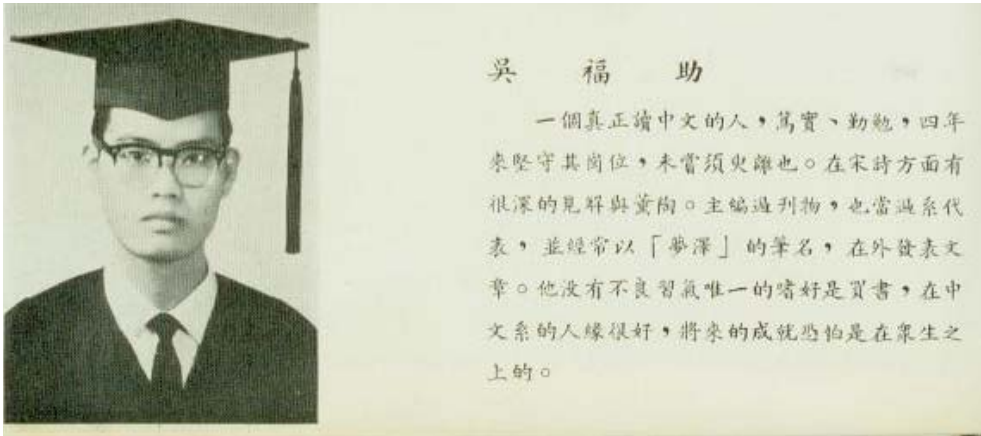 吳福助
一個真正讀中文的人，篤實、勤勉，四年
來堅守其崗位，未嘗須臾離也。在宋詩方面有
很深的見解與薰陶。主編過刊物，也當過系代
表，並經常以「夢澤」的筆名，在外發表文
章。他没有不良習氣唯一的嗜好是買書，在中
文系的人緣很好，將來的成就恐怕是在衆生之
上的。